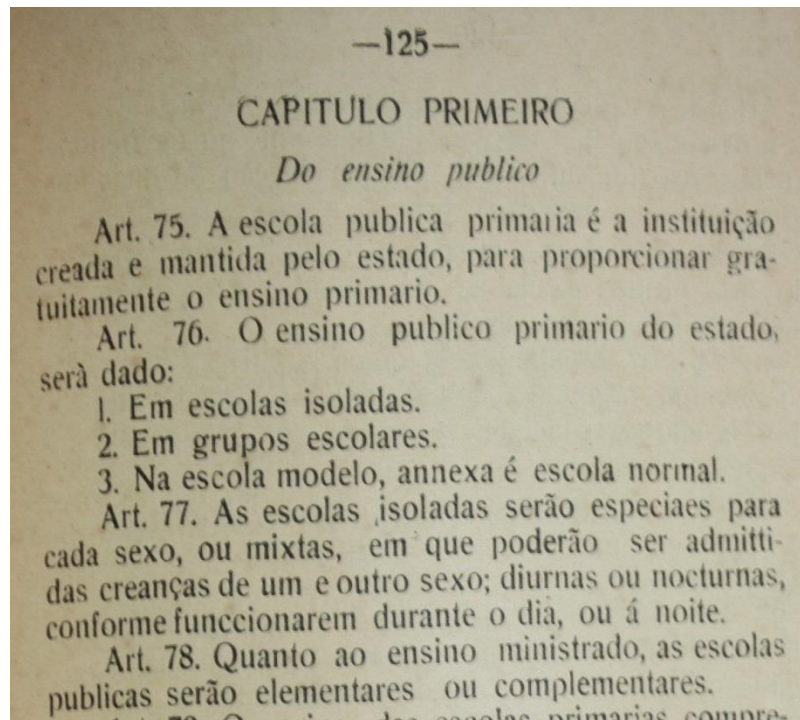 —125—
CAPITULO PRIMEIRO
Do ensino publico
Art. 75. A escola publica primaria é a instituição
creada e mantida pelo estado, para proporcionar gra-
tuitamente o ensino primario.
Art. 76. O ensino publico primario do estado,
serà dado:
1. Em escolas isoladas.
2. Em grupos escolares.
3. Na escola modelo, annexa é escola normal.
Art. 77. As escolas isoladas serão especiaes para
cada sexo, ou mixtas, em que poderão ser admitti-
das creanças de um e outro sexo; diurnas ou nocturnas,
conforme funccionarem durante o dia, ou á noite.
Art. 78. Quanto ao ensino ministrado, as escolas
publicas serão elementares ou complementares.
escolas primarias compre-